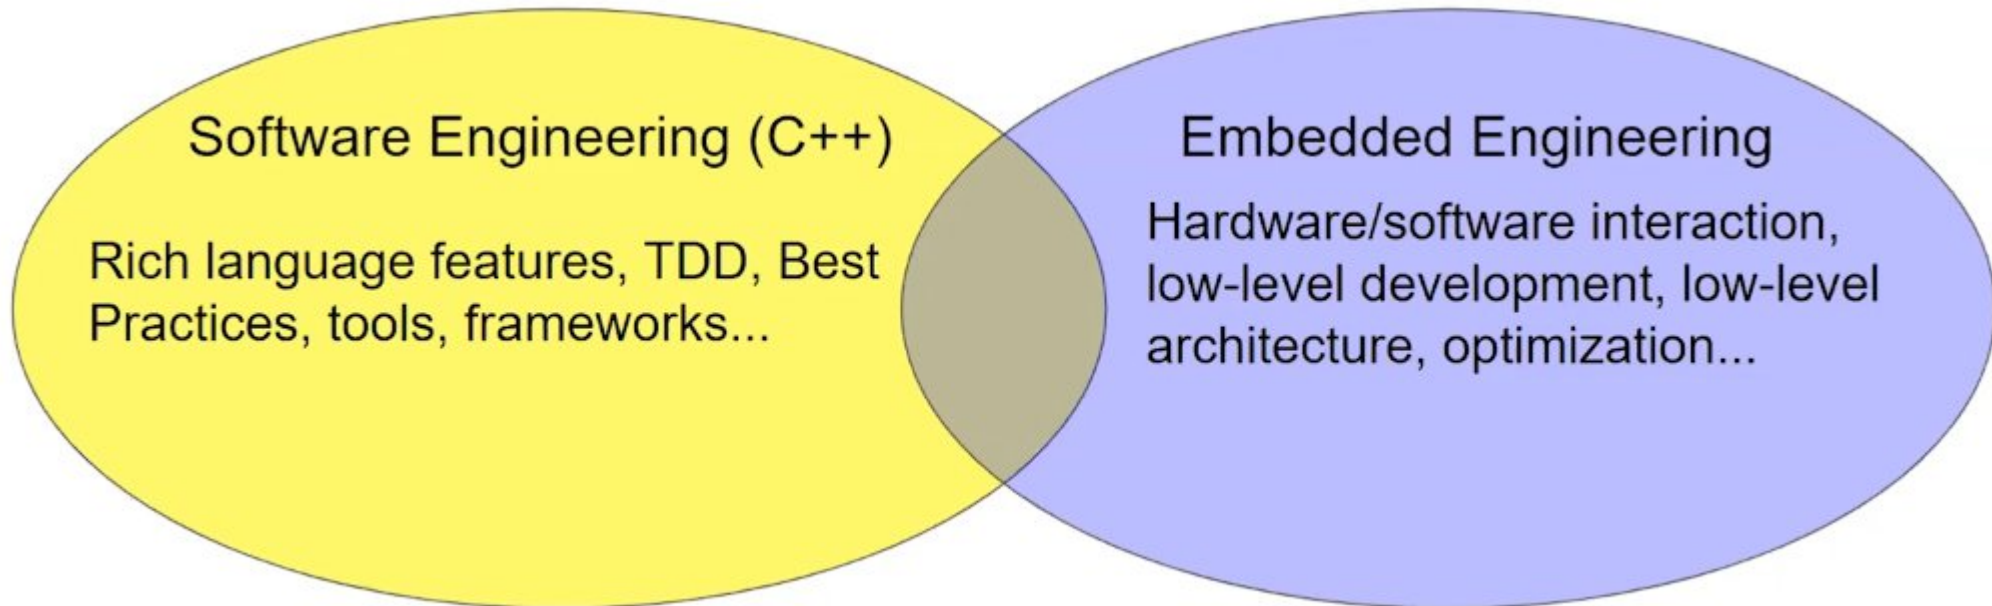 Software Engineering (C++)
Rich language features, TDD, Best
Practices, tools, frameworks...
Embedded Engineering
Hardware/software interaction,
low-level development, low-level
architecture, optimization...